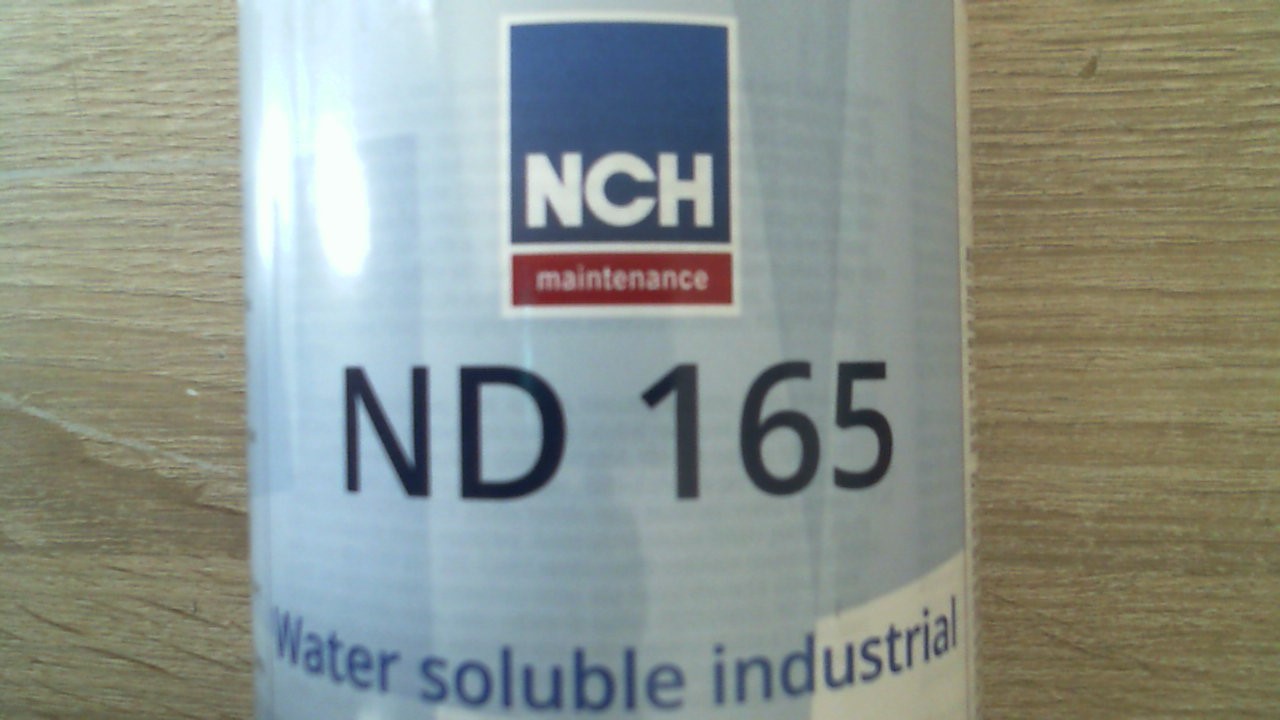 NCH
maintenance
ND 165
Water soluble industrial